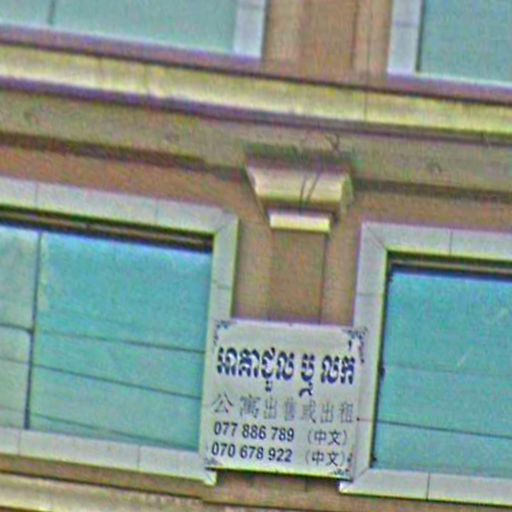 អគារជួល ឬ លក់
公寓出售或出租
077 886 789 （中文）
070 678 922 （中文）